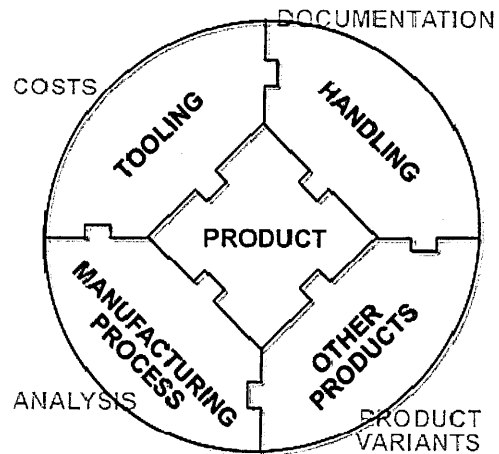 DOCUMENTATION
COSTS
TOOLING
HANDLING
PRODUCT
MANUFACTURING
PROCESS
OTHER
PRODUCTS
ANALYSIS
PRODUCT
VARIANTS